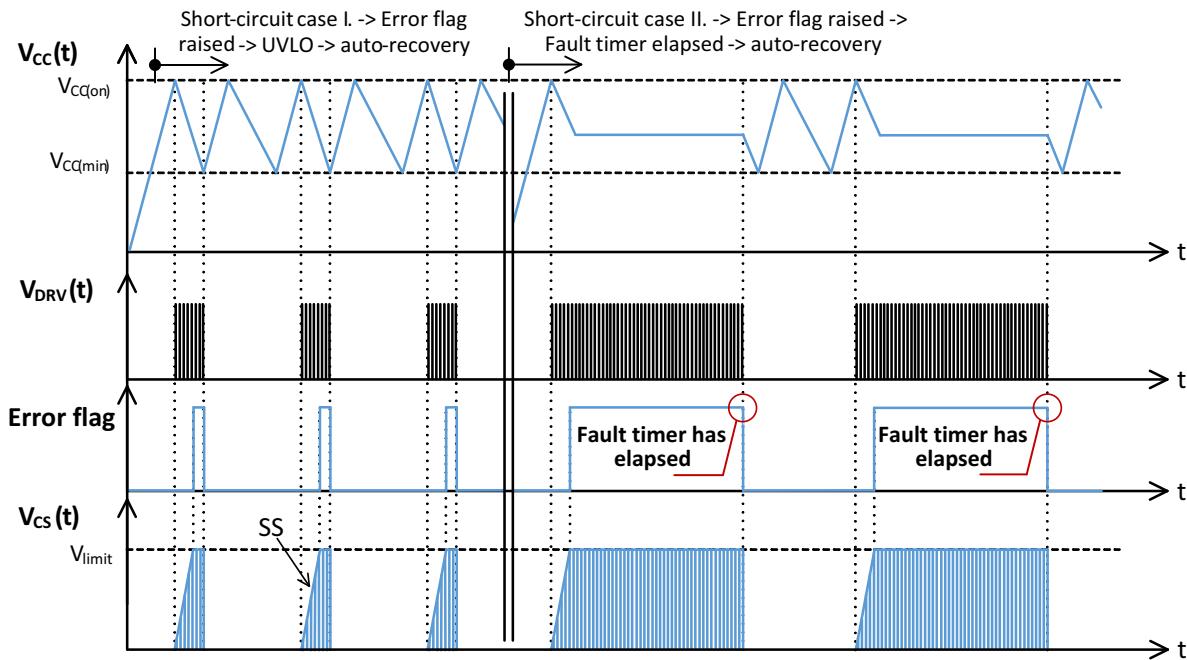 Short-circuit case I. -> Error flag
raised -> UVLO -> auto-recovery
Short-circuit case II. -> Error flag raised ->
Fault timer elapsed -> auto-recovery
VCC(t)
VCC(on)
VCC(min)
t
VDRV(t)
t
Error flag
Fault timer has
elapsed
Fault timer has
elapsed
t
VCS(t)
SS
Vlimit
t